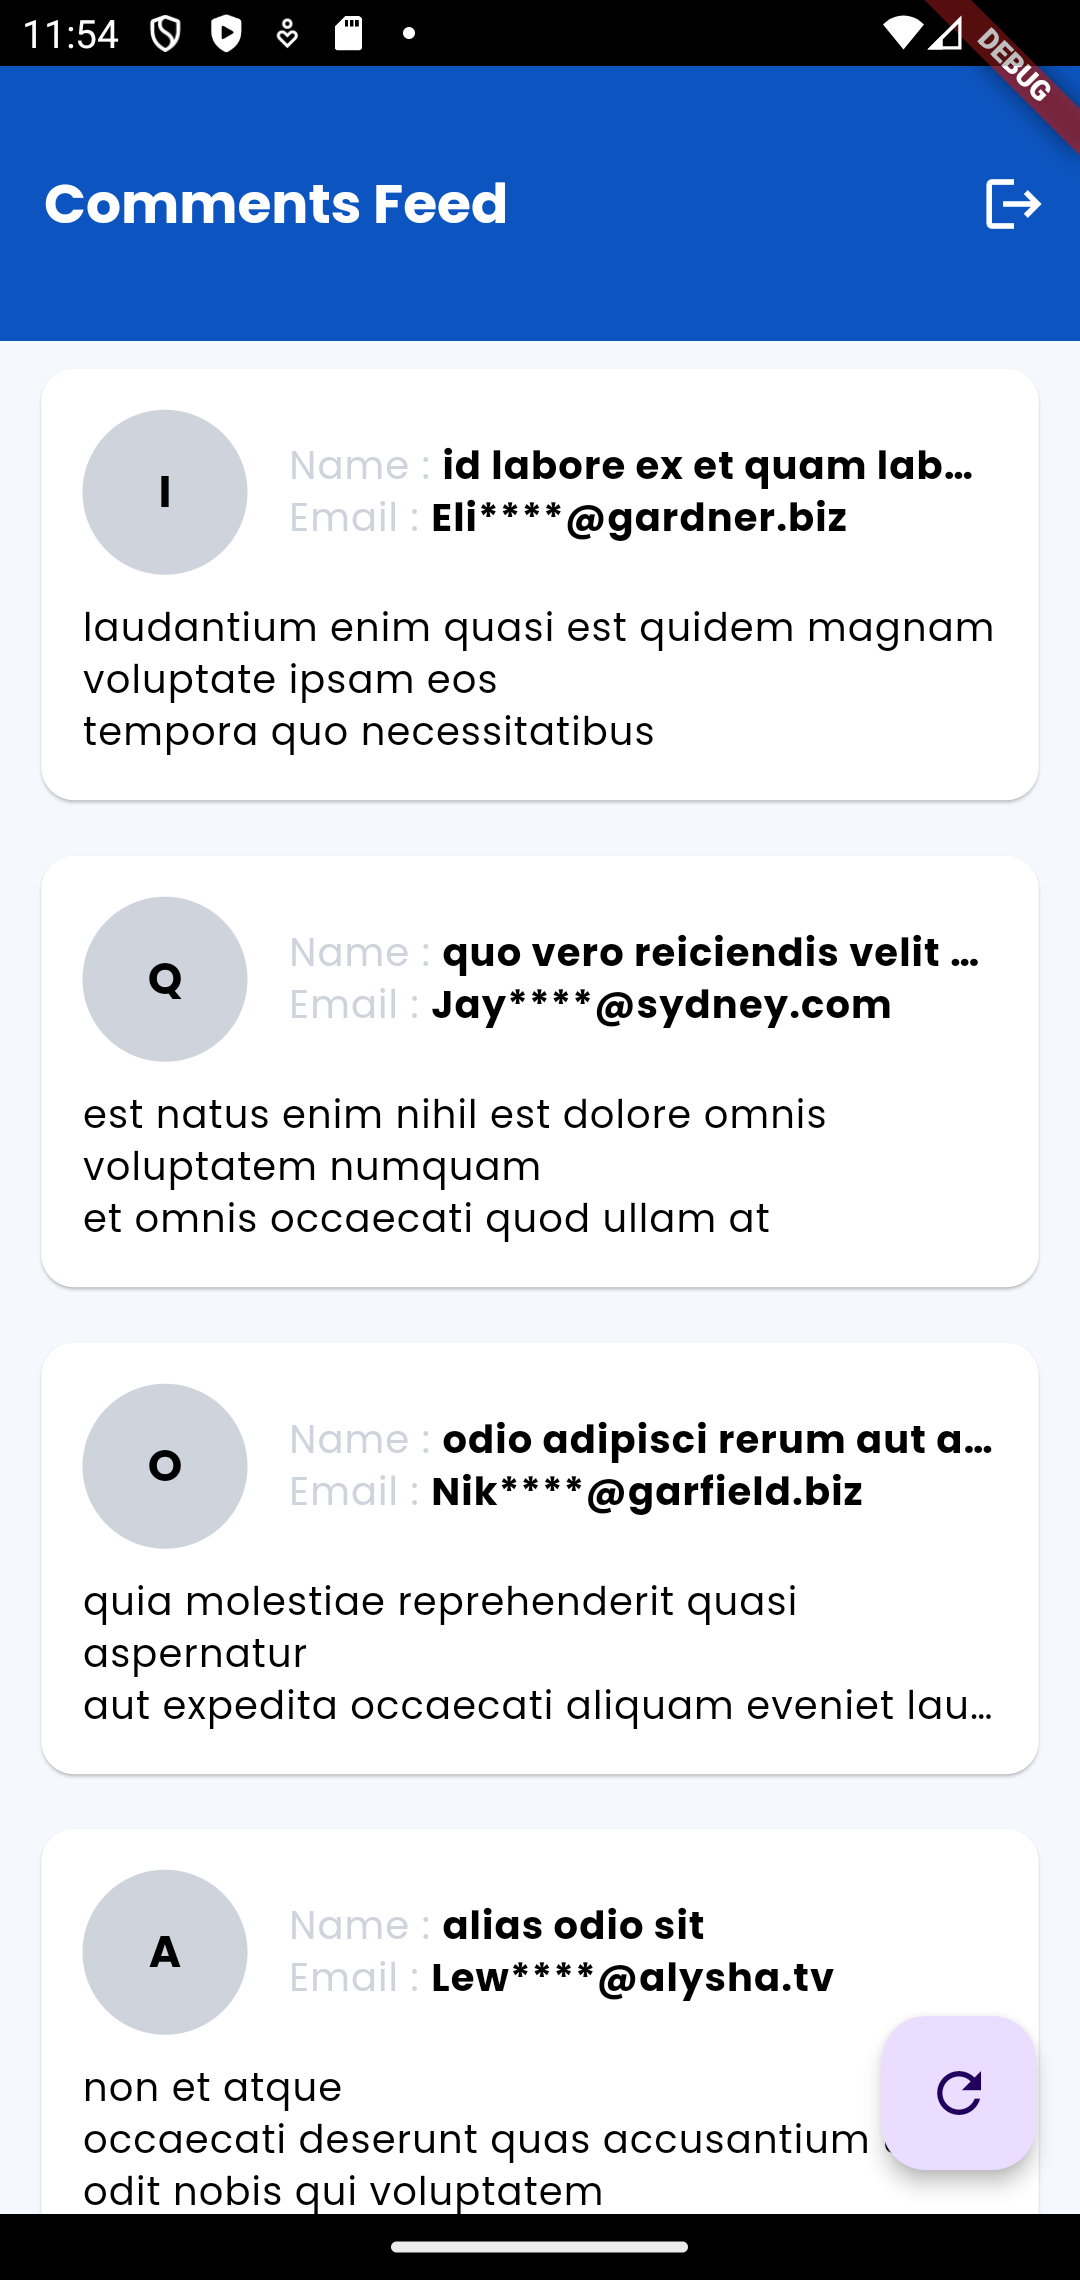 11:54
DEBUG
Comments Feed
I
Name : id labore ex et quam lab...
Email : Eli****@gardner.biz
laudantium enim quasi est quidem magnam
voluptate ipsam eos
tempora quo necessitatibus
Q
Name : quo vero reiciendis velit ...
Email : Jay****@sydney.com
est natus enim nihil est dolore omnis
voluptatem numquam
et omnis occaecati quod ullam at
O
Name : odio adipisci rerum aut a...
Email : Nik****@garfield.biz
quia molestiae reprehenderit quasi
aspernatur
aut expedita occaecati aliquam eveniet lau...
A
Name : alias odio sit
Email : Lew****@alysha.tv
non et atque
occaecati deserunt quas accusantium
odit nobis qui voluptatem